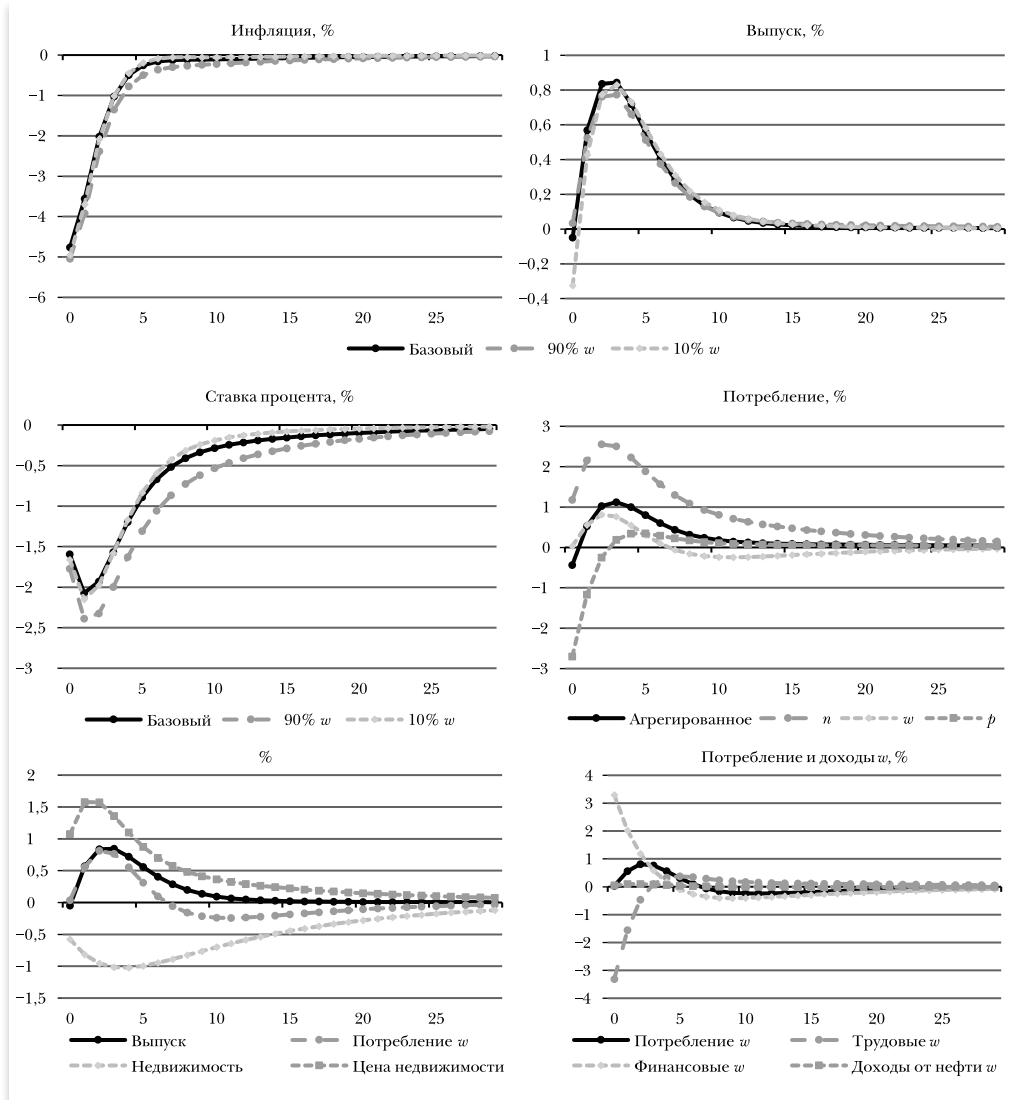 Инфляция, %
0
−1
−2
−3
−4
−5
−6
0 5 10 15 20 25
Выпуск, %
1
0,8
0,6
0,4
0,2
0
−0,2
−0,4
0 5 10 15 20 25
Базовый 90% w 10% w
Ставка процента, %
0
−0,5
−1
−1,5
−2
−2,5
−3
0 5 10 15 20 25
Базовый 90% w 10% w
Потребление, %
3
2
1
0
−1
−2
−3
0 5 10 15 20 25
Агрегированное n w p
%
2
1,5
1
0,5
0
−0,5
−1
−1,5
0 5 10 15 20 25
Выпуск Потребление w
Недвижимость Цена недвижимости
Потребление и доходы w, %
4
3
2
1
0
−1
−2
−3
−4
0 5 10 15 20 25
Потребление w Трудовые w
Финансовые w Доходы от нефти w